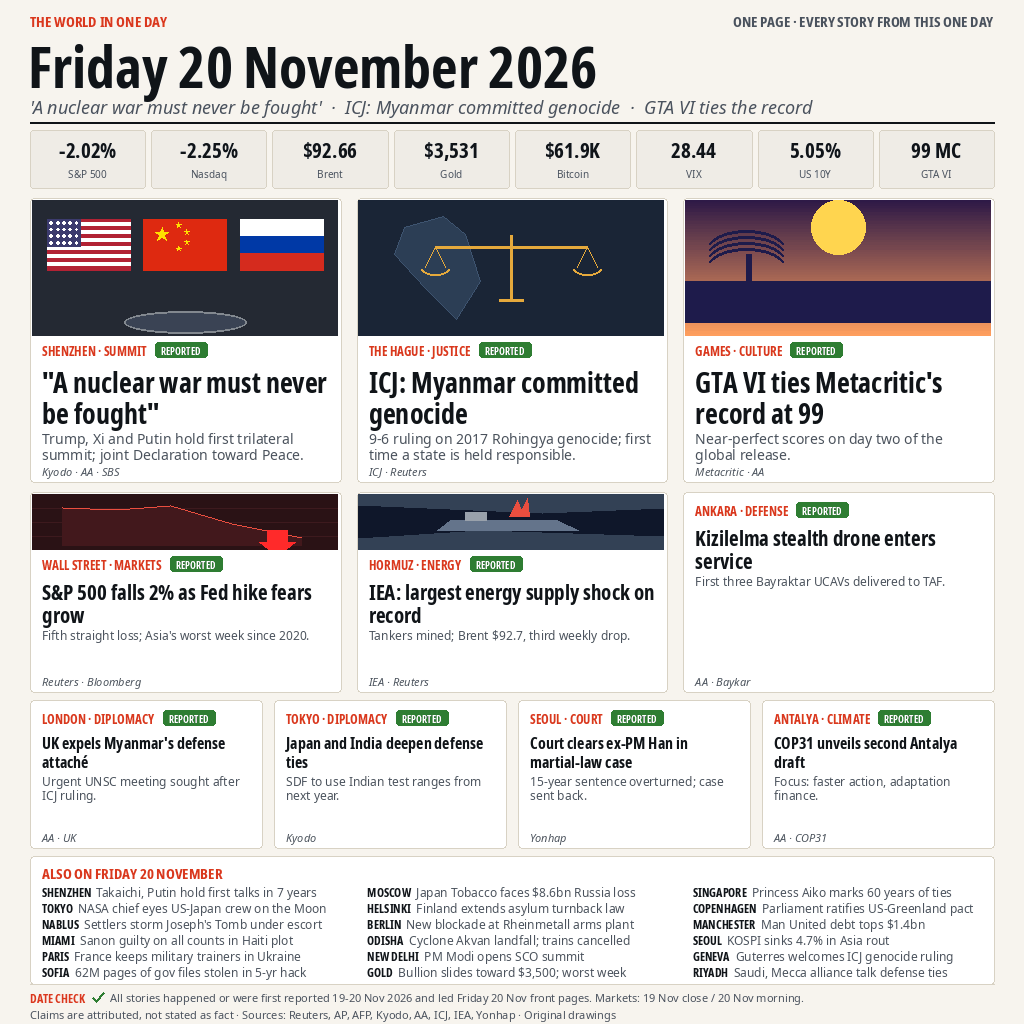 THE WORLD IN ONE DAY
ONE PAGE · EVERY STORY FROM THIS ONE DAY
Friday 20 November 2026
'A nuclear war must never be fought' · ICJ: Myanmar committed genocide · GTA VI ties the record
-2.02%
S&P 500
-2.25%
Nasdaq
$92.66
Brent
$3,531
Gold
$61.9K
Bitcoin
28.44
VIX
5.05%
US 10Y
99 MC
GTA VI
SHENZHEN · SUMMIT REPORTED
"A nuclear war must never
be fought"
Trump, Xi and Putin hold first trilateral
summit; joint Declaration toward Peace.
Kyodo · AA · SBS
THE HAGUE · JUSTICE REPORTED
ICJ: Myanmar committed
genocide
9-6 ruling on 2017 Rohingya genocide; first
time a state is held responsible.
ICJ · Reuters
GAMES · CULTURE REPORTED
GTA VI ties Metacritic's
record at 99
Near-perfect scores on day two of the
global release.
Metacritic · AA
WALL STREET · MARKETS REPORTED
S&P 500 falls 2% as Fed hike fears
grow
Fifth straight loss; Asia's worst week since 2020.
Reuters · Bloomberg
HORMUZ · ENERGY REPORTED
IEA: largest energy supply shock on
record
Tankers mined; Brent $92.7, third weekly drop.
IEA · Reuters
ANKARA · DEFENSE REPORTED
Kizilelma stealth drone enters
service
First three Bayraktar UCAVs delivered to TAF.
AA · Baykar
LONDON · DIPLOMACY REPORTED
UK expels Myanmar's defense
attaché
Urgent UNSC meeting sought after
ICJ ruling.
AA · UK
TOKYO · DIPLOMACY REPORTED
Japan and India deepen defense
ties
SDF to use Indian test ranges from
next year.
Kyodo
SEOUL · COURT REPORTED
Court clears ex-PM Han in
martial-law case
15-year sentence overturned; case
sent back.
Yonhap
ANTALYA · CLIMATE REPORTED
COP31 unveils second Antalya
draft
Focus: faster action, adaptation
finance.
AA · COP31
ALSO ON FRIDAY 20 NOVEMBER
SHENZHEN Takaichi, Putin hold first talks in 7 years
TOKYO NASA chief eyes US-Japan crew on the Moon
NABLUS Settlers storm Joseph's Tomb under escort
MIAMI Sanon guilty on all counts in Haiti plot
PARIS France keeps military trainers in Ukraine
SOFIA 62M pages of gov files stolen in 5-yr hack
MOSCOW Japan Tobacco faces $8.6bn Russia loss
HELSINKI Finland extends asylum turnback law
BERLIN New blockade at Rheinmetall arms plant
ODISHA Cyclone Akvan landfall; trains cancelled
NEW DELHI PM Modi opens SCO summit
GOLD Bullion slides toward $3,500; worst week
SINGAPORE Princess Aiko marks 60 years of ties
COPENHAGEN Parliament ratifies US-Greenland pact
MANCHESTER Man United debt tops $1.4bn
SEOUL KOSPI sinks 4.7% in Asia rout
GENEVA Guterres welcomes ICJ genocide ruling
RIYADH Saudi, Mecca alliance talk defense ties
DATE CHECK ✓ All stories happened or were first reported 19-20 Nov 2026 and led Friday 20 Nov front pages. Markets: 19 Nov close / 20 Nov morning.
Claims are attributed, not stated as fact · Sources: Reuters, AP, AFP, Kyodo, AA, ICJ, IEA, Yonhap · Original drawings